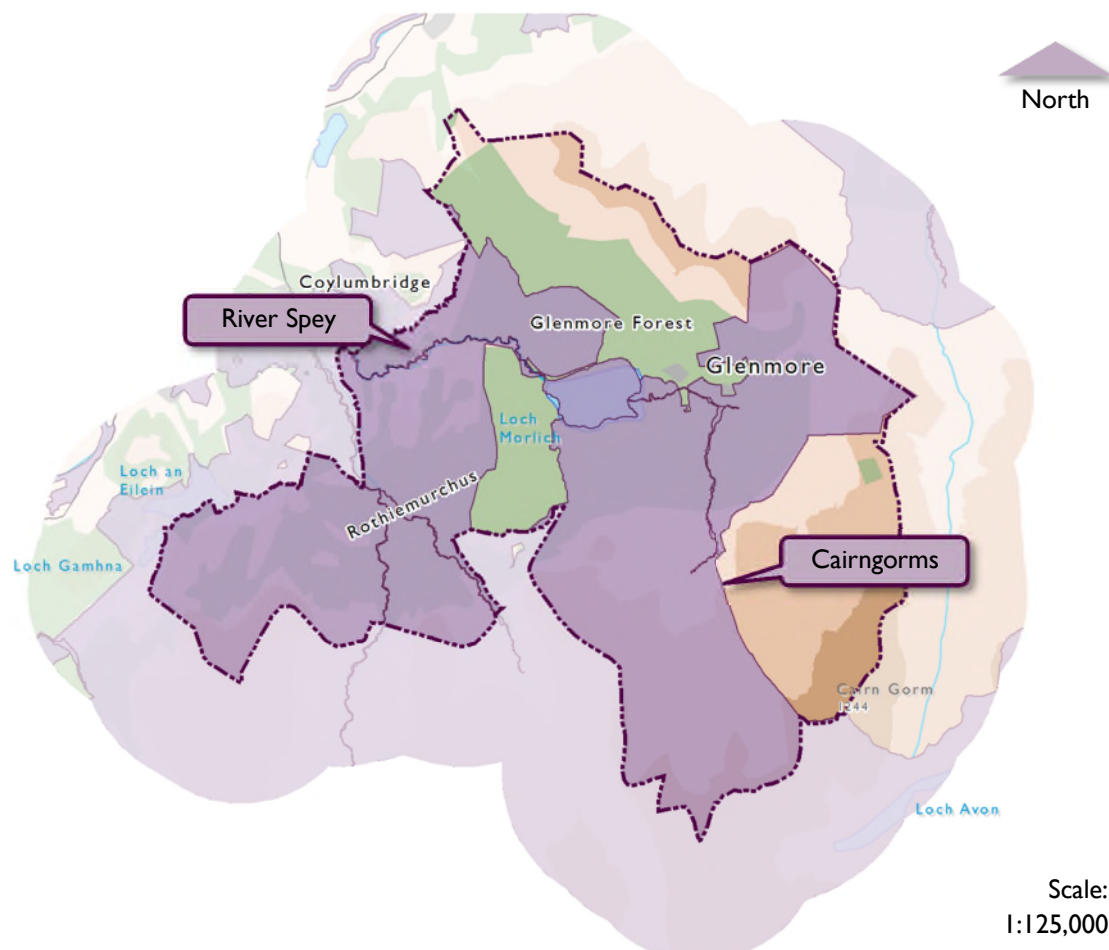 North
Coylumbridge
River Spey
Glenmore Forest
Glenmore
Loch
Morlich
Loch an
Eilein
Rothiemurchus
Loch Gamhna
Cairngorms
Cairn Gorm
1244
Loch Avon
Scale:
1:125,000